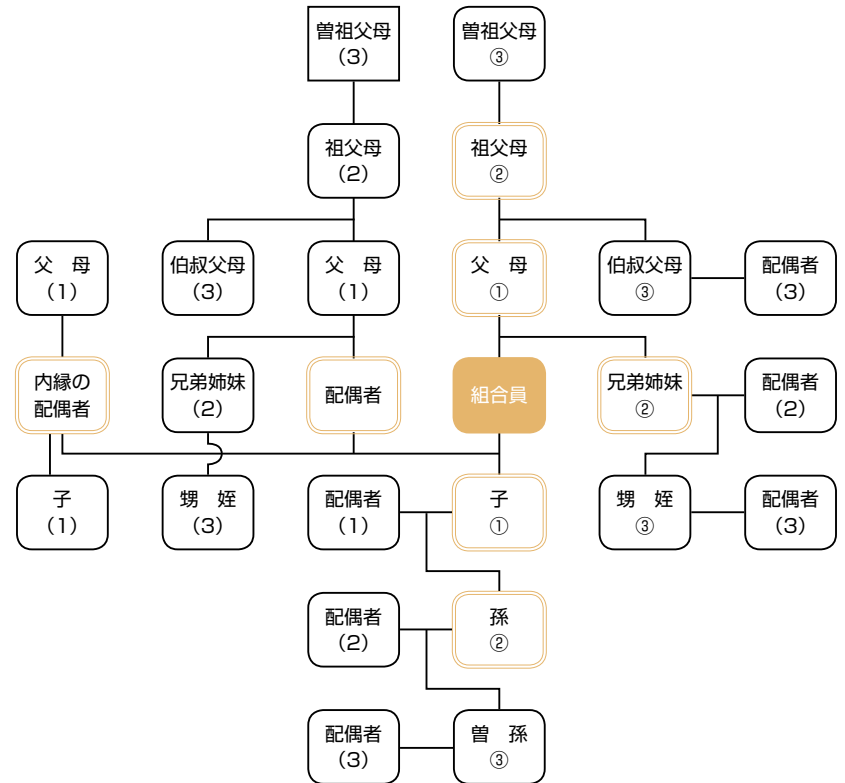 曽祖父母
（3）
曽祖父母
③
祖父母
（2）
祖父母
②
父　母
（1）
伯叔父母
（3）
父　母
（1）
父　母
①
伯叔父母
③
配偶者
（3）
内縁の
配偶者
兄弟姉妹
（2）
配偶者
組合員
兄弟姉妹
②
配偶者
（2）
子
（1）
甥　姪
（3）
配偶者
（1）
子
①
甥　姪
③
配偶者
（3）
配偶者
（2）
孫
②
配偶者
（3）
曽　孫
③